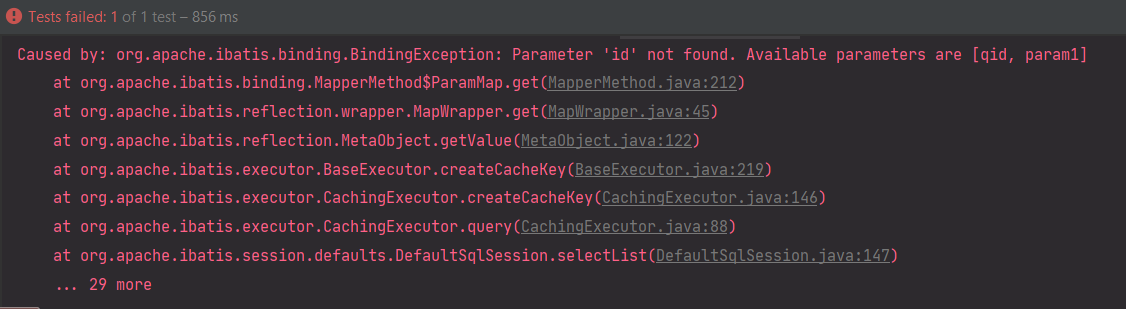 Tests failed: 1 of 1 test – 856 ms
Caused by: org.apache.ibatis.binding.BindingException: Parameter 'id' not found. Available parameters are [qid, param1]
at org.apache.ibatis.binding.MapperMethod$ParamMap.get(MapperMethod.java:212)
at org.apache.ibatis.reflection.wrapper.MapWrapper.get(MapWrapper.java:45)
at org.apache.ibatis.reflection.MetaObject.getValue(MetaObject.java:122)
at org.apache.ibatis.executor.BaseExecutor.createCacheKey(BaseExecutor.java:219)
at org.apache.ibatis.executor.CachingExecutor.createCacheKey(CachingExecutor.java:146)
at org.apache.ibatis.executor.CachingExecutor.query(CachingExecutor.java:88)
at org.apache.ibatis.session.defaults.DefaultSqlSession.selectList(DefaultSqlSession.java:147)
... 29 more